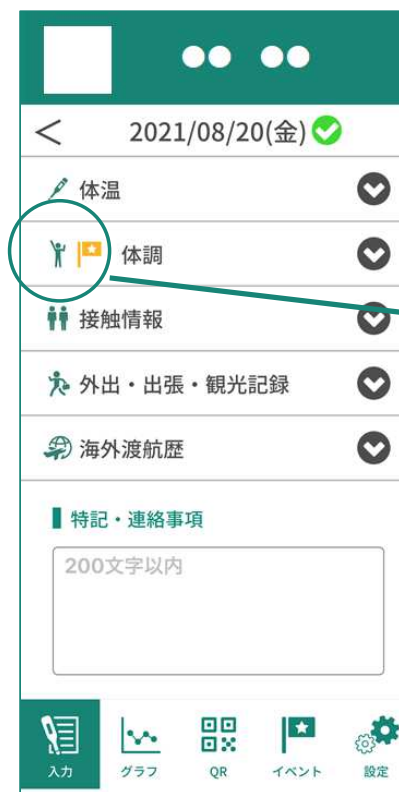 ●● ●●
< 2021/08/20(金)
体温
体調
接触情報
外出・出張・観光記録
海外渡航歴
特記・連絡事項
200文字以内
入力 グラフ QR イベント 設定